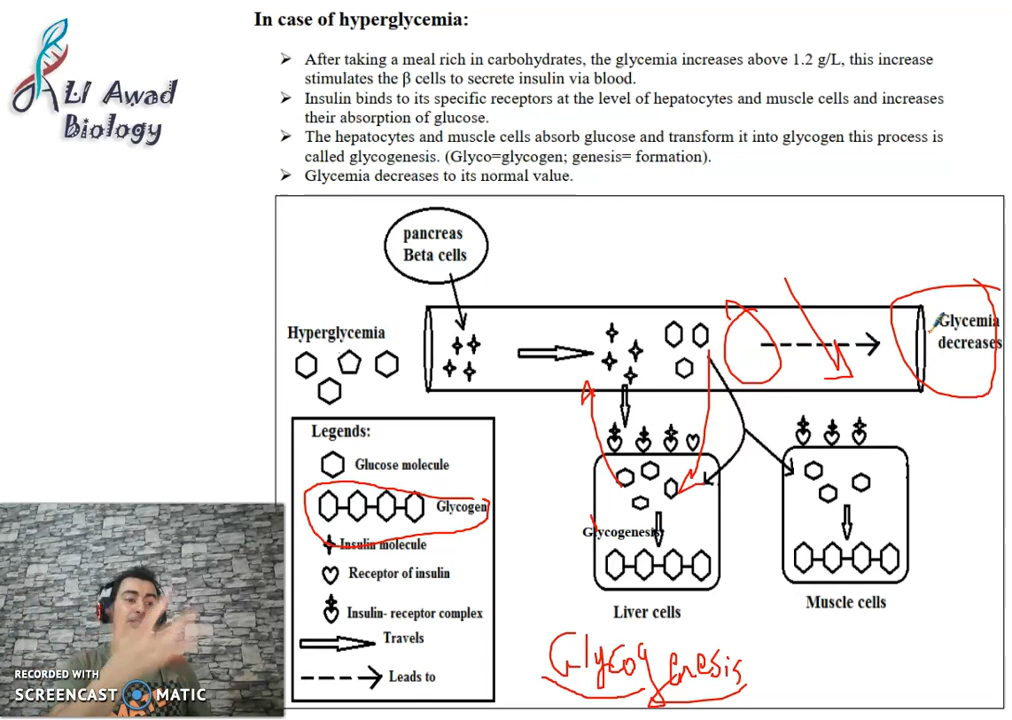 In case of hyperglycemia:
LI Awad
Biology
➢ After taking a meal rich in carbohydrates, the glycemia increases above 1.2 g/L, this increase
stimulates the β cells to secrete insulin via blood.
➢ Insulin binds to its specific receptors at the level of hepatocytes and muscle cells and increases
their absorption of glucose.
➢ The hepatocytes and muscle cells absorb glucose and transform it into glycogen this process is
called glycogenesis. (Glyco=glycogen; genesis= formation).
➢ Glycemia decreases to its normal value.
pancreas
Beta cells
Hyperglycemia
Glycemia
decreases
Legends:
Glucose molecule
Glycogen
Insulin molecule
Receptor of insulin
Insulin- receptor complex
Travels
Leads to
Glycogenesis
Liver cells
Muscle cells
Glycogenesis
RECORDED WITH
SCREENCAST MATIC